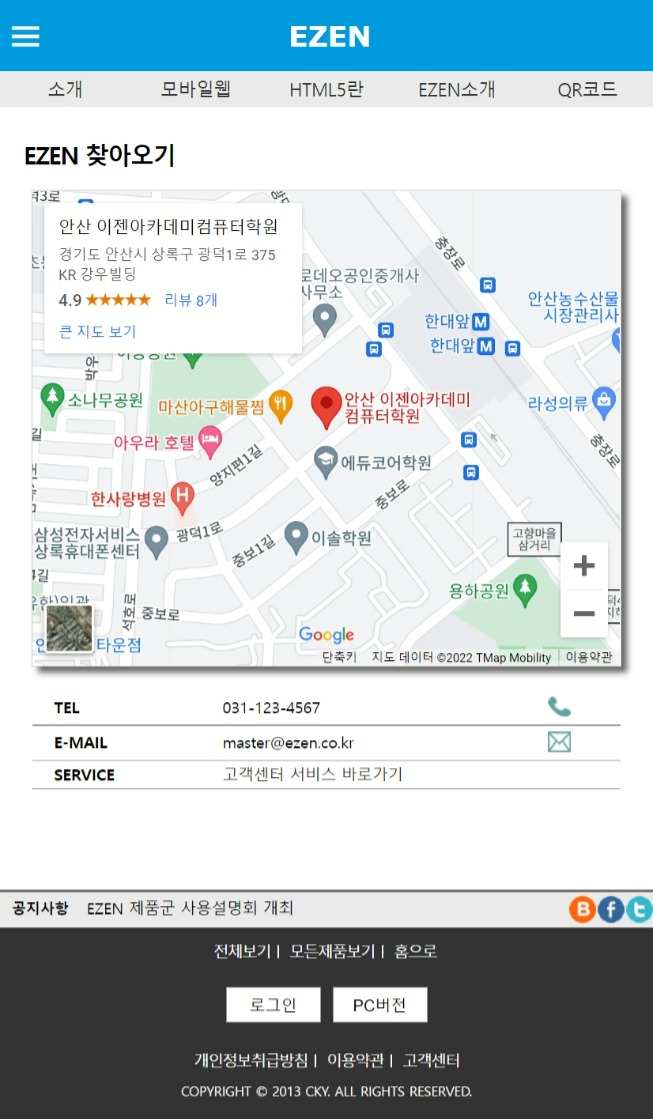 EZEN
소개 모바일웹 HTML5란 EZEN소개 QR코드
EZEN 찾아오기
안산 이젠아카데미컴퓨터학원
경기도 안산시 상록구 광덕1로 375
KR 강우빌딩
4.9 ★★★★★ 리뷰 8개
큰 지도 보기
충장로
로데오공인중개사
사무소
안산농수산물
시장관리사
한대앞 M
한대앞 M
소나무공원
마산아구해물찜
안산 이젠아카데미
컴퓨터학원
라성의류
아우라 호텔
충장로
양지편1길
에듀코어학원
한사랑병원 H
중보로
광덕1로
삼성전자서비스
상록휴대폰센터
중보1길
이솔학원
고향마을
삼거리
용하공원
석호로
중보로
타운점
Google
단축키 지도 데이터 ©2022 TMap Mobility 이용약관
TEL 031-123-4567
E-MAIL master@ezen.co.kr
SERVICE 고객센터 서비스 바로가기
공지사항 EZEN 제품군 사용설명회 개최
전체보기 | 모든제품보기 | 홈으로
로그인 PC버전
개인정보취급방침 | 이용약관 | 고객센터
COPYRIGHT © 2013 CKY. ALL RIGHTS RESERVED.